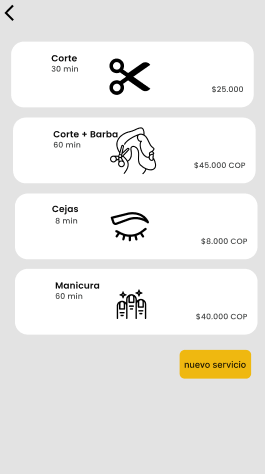 Corte
30 min
$25.000
Corte + Barba
60 min
$45.000 COP
Cejas
8 min
$8.000 COP
Manicura
60 min
$40.000 COP
nuevo servicio